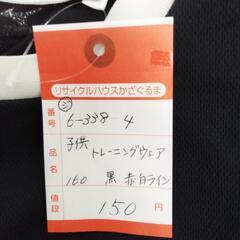 リサイクルハウスかざぐるま
番号 6-338 4
品名 子供 トレーニングウェア
160 黒 赤白ライン
値段 150 円